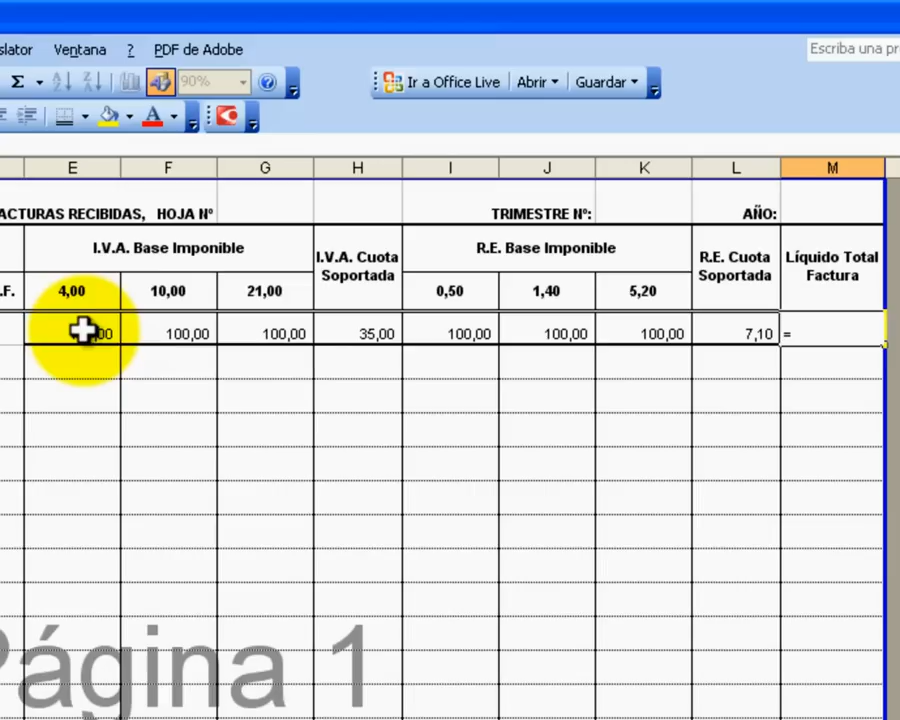 slator Ventana ? PDF de Adobe Escriba una pr
Σ 90% Ir a Office Live Abrir Guardar
A
E F G H I J K L M
ACTURAS RECIBIDAS, HOJA Nº TRIMESTRE Nº: AÑO:
I.V.A. Base Imponible I.V.A. Cuota Soportada R.E. Base Imponible R.E. Cuota Soportada Líquido Total Factura
.F. 4,00 10,00 21,00 0,50 1,40 5,20
00 100,00 100,00 35,00 100,00 100,00 100,00 7,10 =
Página 1